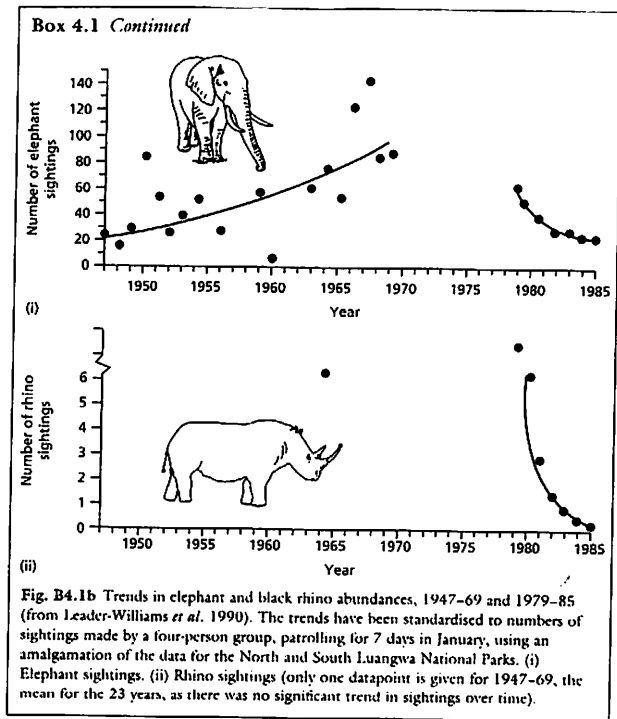 Box 4.1 Continued
Number of elephant
sightings
140
120
100
80
60
40
20
0
1950 1955 1960 1965 1970 1975 1980 1985
Year
(i)
Number of rhino
sightings
6
5
4
3
2
1
0
1950 1955 1960 1965 1970 1975 1980 1985
Year
(ii)
Fig. B4.1b Trends in elephant and black rhino abundances, 1947–69 and 1979–85
(from Leader-Williams et al. 1990). The trends have been standardised to numbers of
sightings made by a four-person group, patrolling for 7 days in January, using an
amalgamation of the data for the North and South Luangwa National Parks. (i)
Elephant sightings. (ii) Rhino sightings (only one datapoint is given for 1947–69, the
mean for the 23 years, as there was no significant trend in sightings over time).